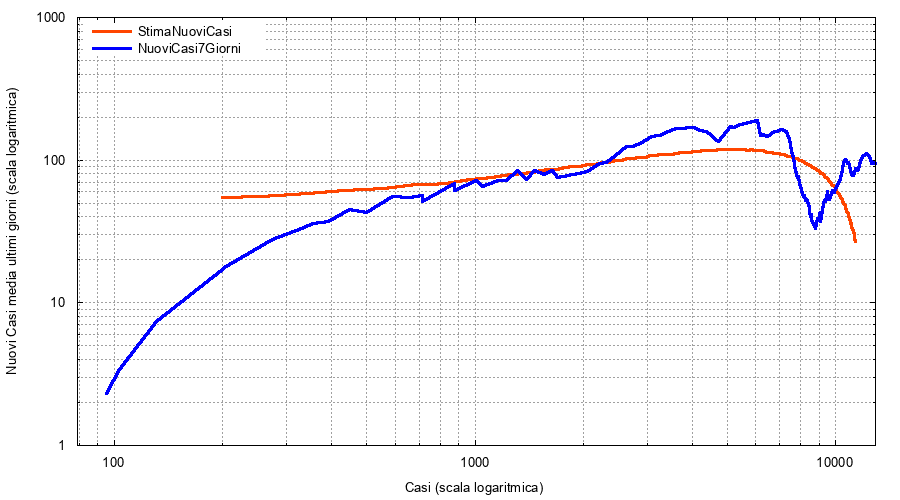 1000
100
10
1
StimaNuoviCasi
NuoviCasi7Giorni
Nuovi Casi media ultimi giorni (scala logaritmica)
100
1000
10000
Casi (scala logaritmica)